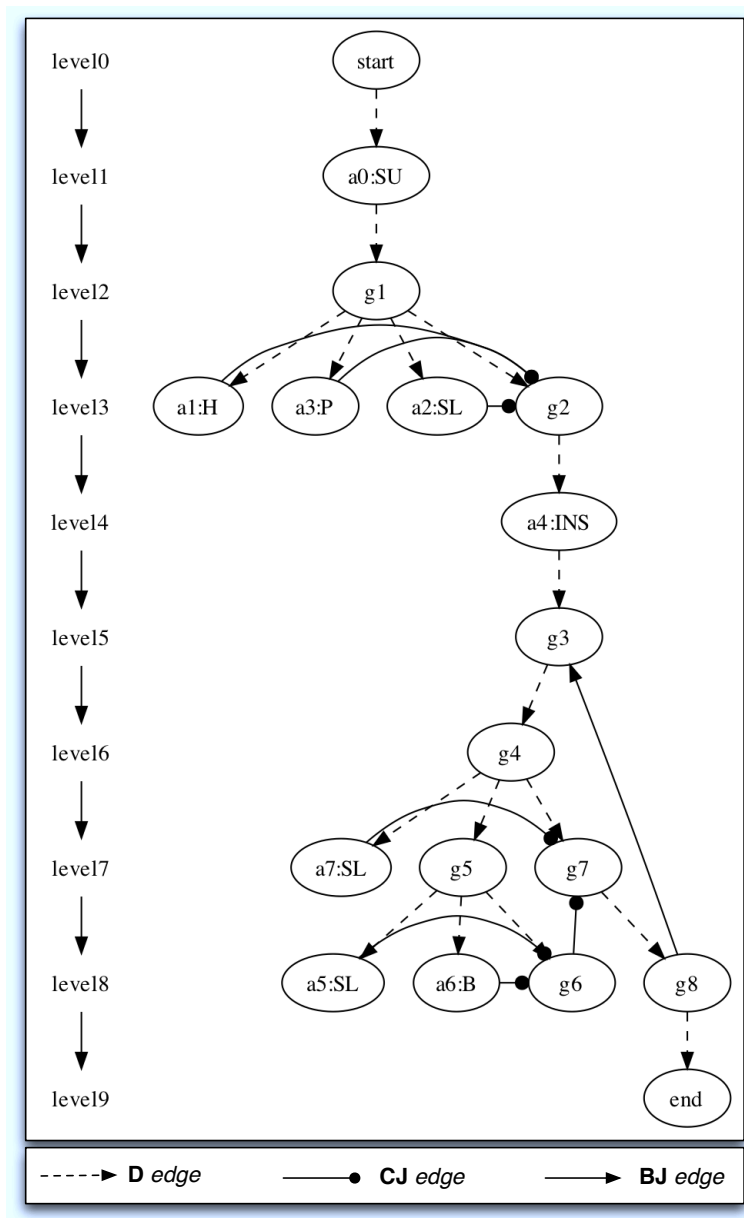 level0 start
level1 a0:SU
level2 g1
level3 a1:H a3:P a2:SL g2
level4 a4:INS
level5 g3
level6 g4
level7 a7:SL g5 g7
level8 a5:SL a6:B g6 g8
level9 end
D edge CJ edge BJ edge